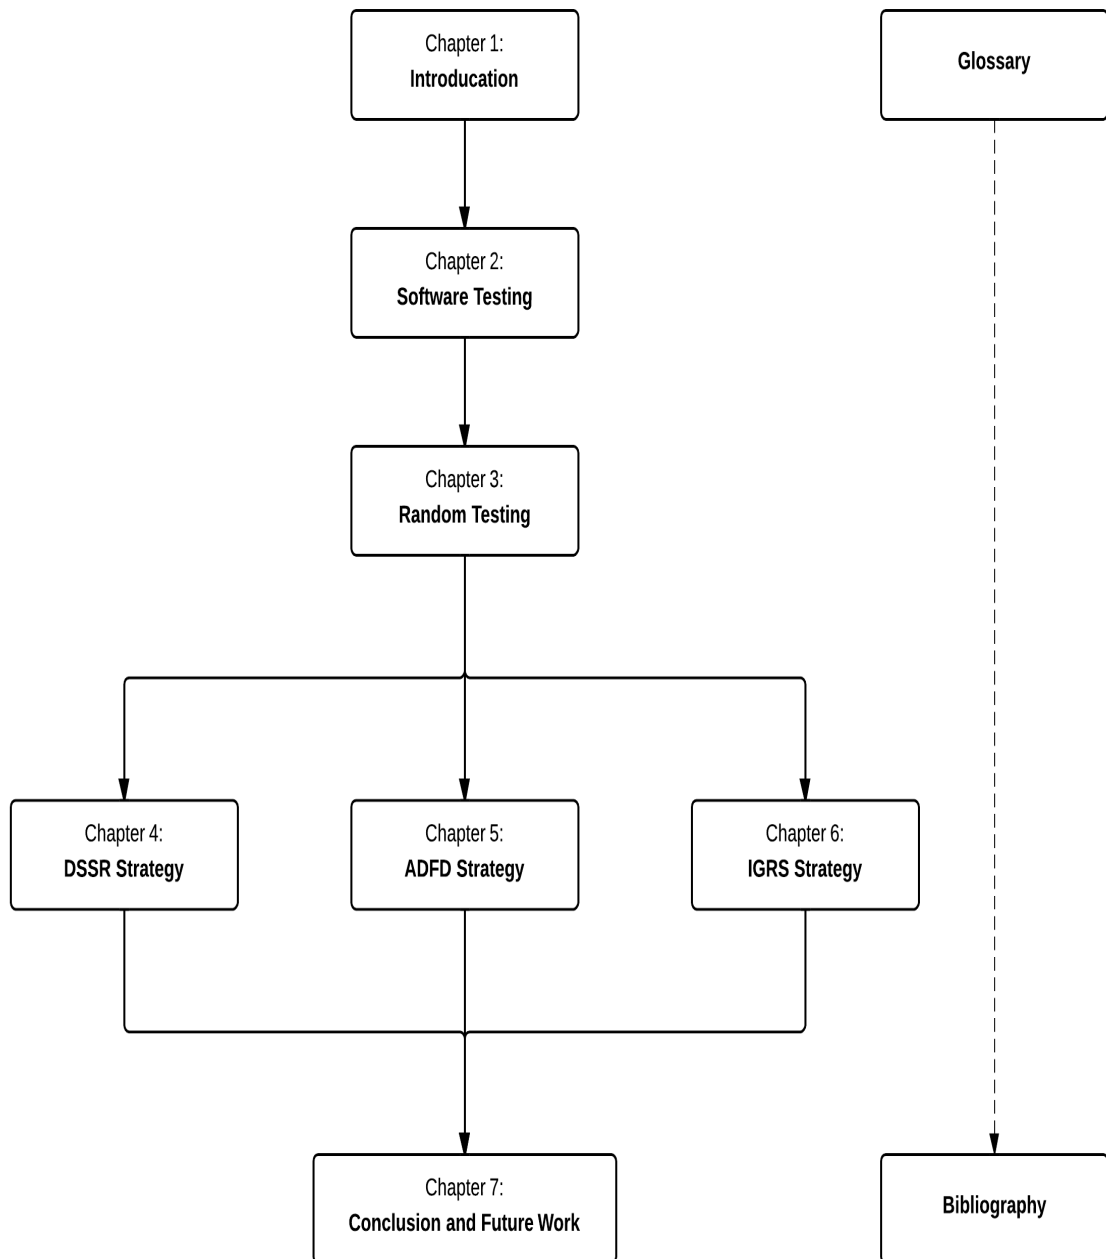 Chapter 1:
Introducation
Glossary
Chapter 2:
Software Testing
Chapter 3:
Random Testing
Chapter 4:
DSSR Strategy
Chapter 5:
ADFD Strategy
Chapter 6:
IGRS Strategy
Chapter 7:
Conclusion and Future Work
Bibliography